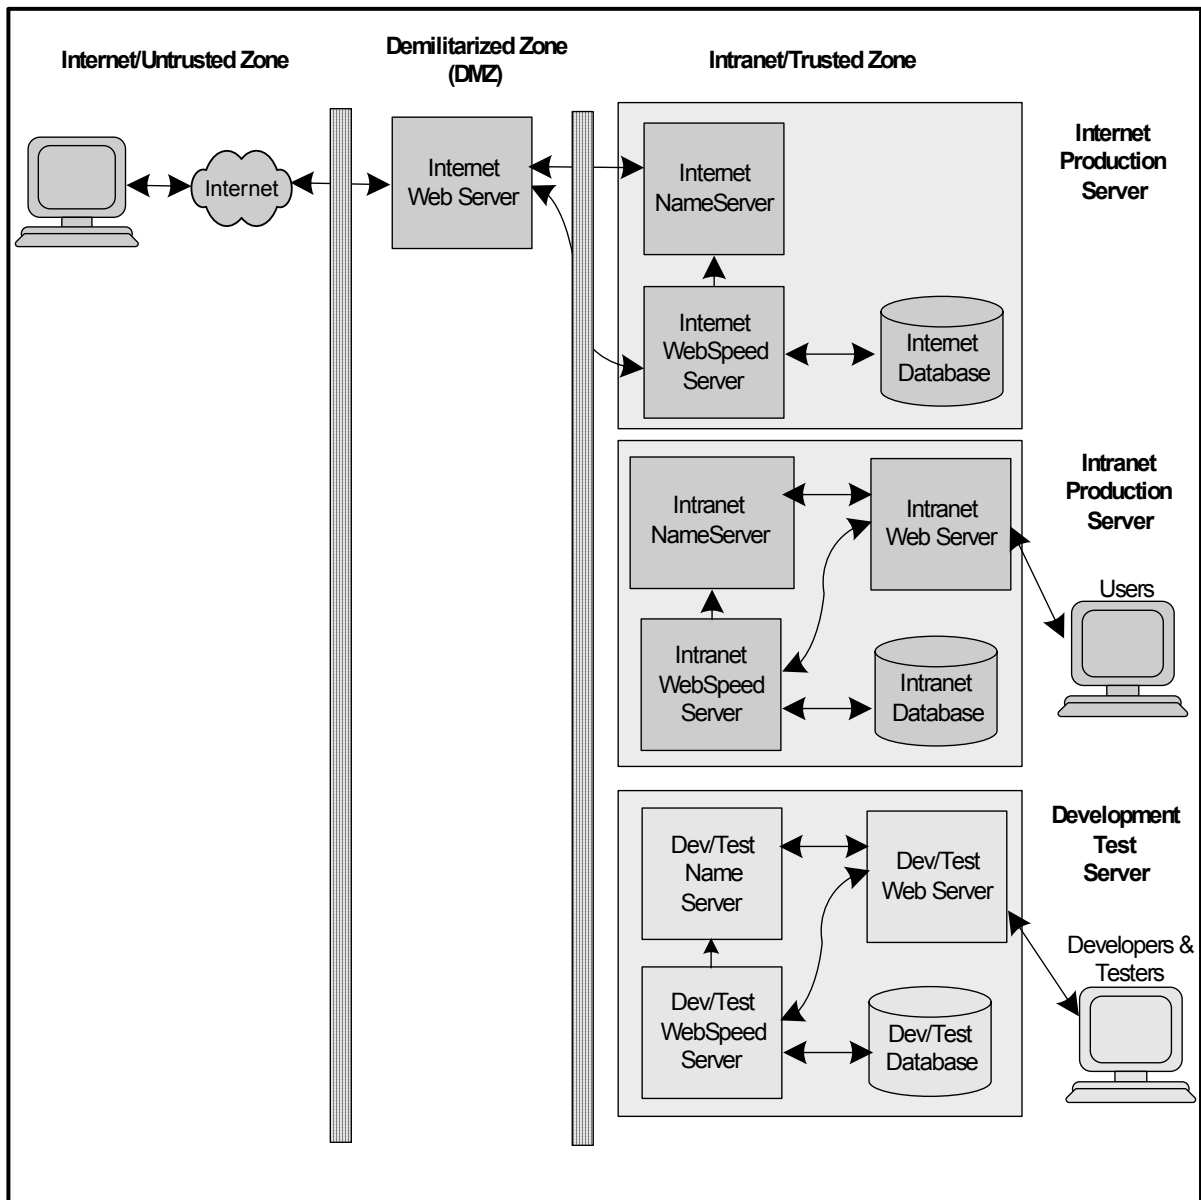 Internet/Untrusted Zone
Demilitarized Zone
(DMZ)
Intranet/Trusted Zone
Internet
Internet
Web Server
Internet
NameServer
Internet
WebSpeed
Server
Internet
Database
Internet
Production
Server
Intranet
NameServer
Intranet
Web Server
Intranet
WebSpeed
Server
Intranet
Database
Intranet
Production
Server
Users
Dev/Test
Name
Server
Dev/Test
Web Server
Dev/Test
WebSpeed
Server
Dev/Test
Database
Development
Test
Server
Developers &
Testers